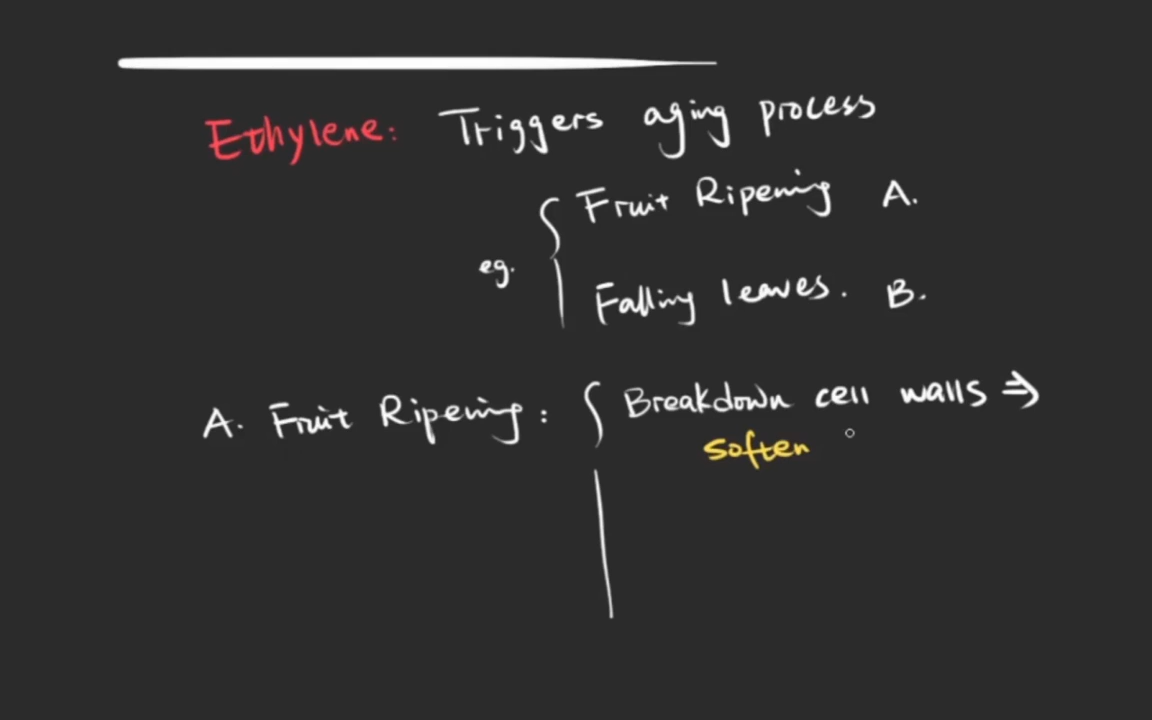 Ethylene: Triggers aging process
Fruit Ripening A.
eg.
Falling leaves. B.
A. Fruit Ripening: Breakdown cell walls ⇒
soften